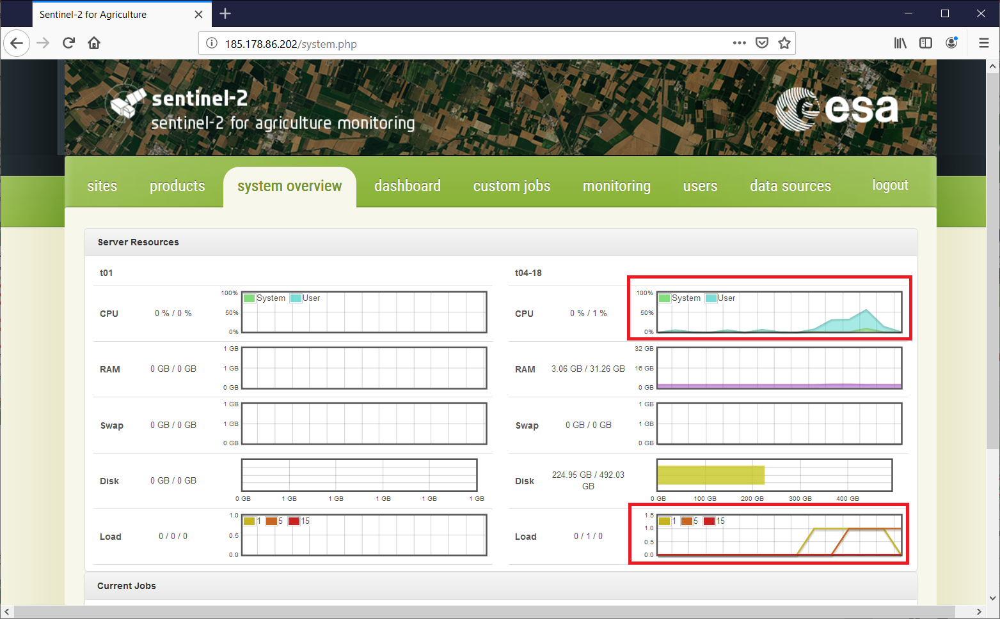 Sentinel-2 for Agriculture
185.178.86.202/system.php
sentinel-2
sentinel-2 for agriculture monitoring
esa
sites products system overview dashboard custom jobs monitoring users data sources logout
Server Resources
t01
CPU 0 % / 0 %
100%
50%
0%
System User
RAM 0 GB / 0 GB
1 GB
1 GB
0 GB
Swap 0 GB / 0 GB
1 GB
1 GB
0 GB
Disk 0 GB / 0 GB
0 GB 1 GB 1 GB 1 GB 1 GB 1 GB
Load 0 / 0 / 0
1.0
0.5
0.0
1 5 15
t04-18
CPU 0 % / 1 %
100%
50%
0%
System User
RAM 3.06 GB / 31.26 GB
32 GB
16 GB
0 GB
Swap 0 GB / 0 GB
1 GB
1 GB
0 GB
Disk 224.95 GB / 492.03
GB
0 GB 100 GB 200 GB 300 GB 400 GB
Load 0 / 1 / 0
1.5
1.0
0.5
0.0
1 5 15
Current Jobs